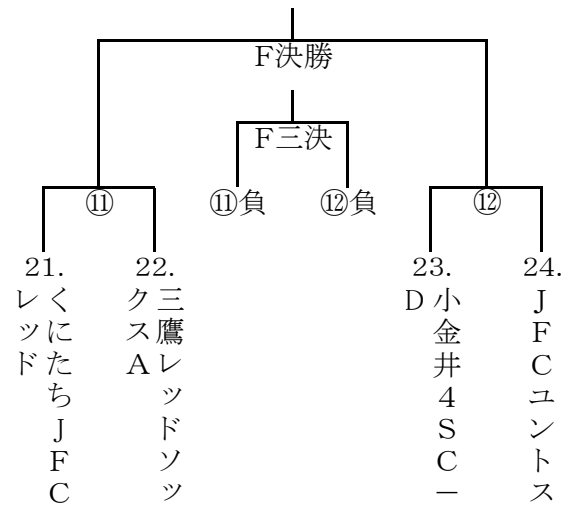 F決勝
F三決
⑪
⑪負
⑫負
⑫
21.
22.
23.
24.
くにたちJFC
レッド
三鷹レッドソッ
クスA
小金井4SC－
D
JFCユントス